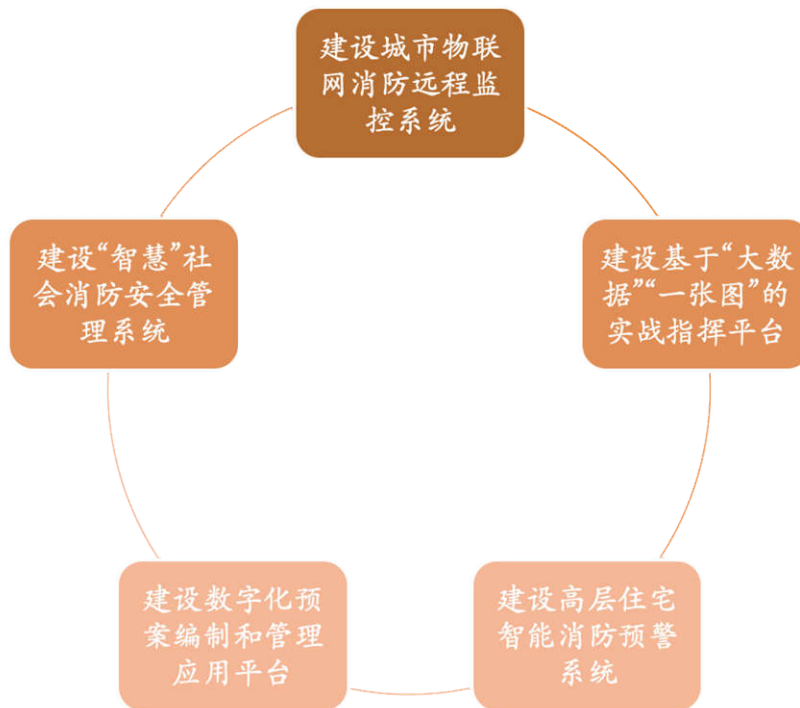 建设城市物联
网消防远程监
控系统
建设“智慧”社
会消防安全管
理系统
建设基于“大数
据”“一张图”的
实战指挥平台
建设数字化预
案编制和管理
应用平台
建设高层住宅
智能消防预警
系统